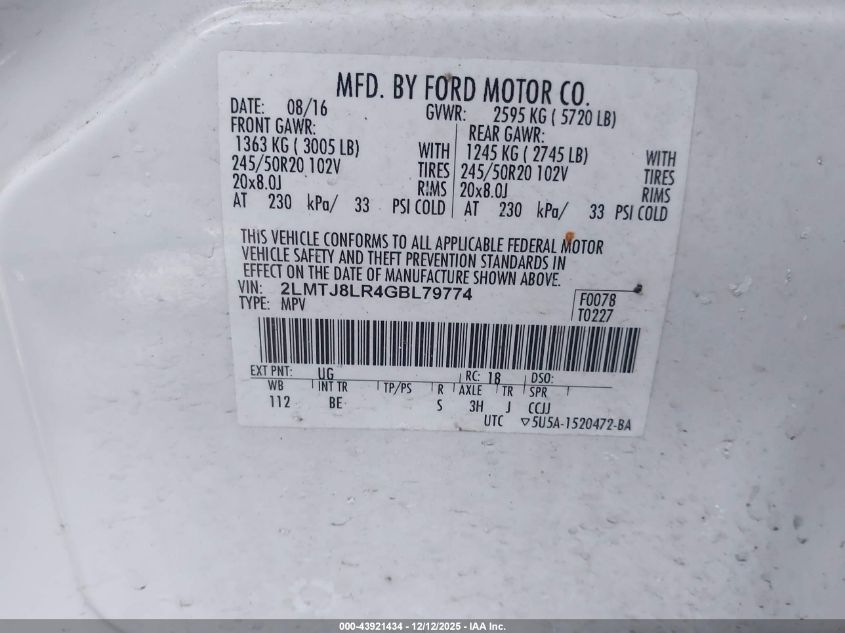 MFD. BY FORD MOTOR CO.
DATE: 08/16 GVWR: 2595 KG ( 5720 LB)
FRONT GAWR: REAR GAWR:
1363 KG ( 3005 LB) WITH 1245 KG ( 2745 LB) WITH
245/50R20 102V TIRES 245/50R20 102V TIRES
20x8.0J RIMS 20x8.0J RIMS
AT 230 kPa/ 33 PSI COLD AT 230 kPa/ 33 PSI COLD
THIS VEHICLE CONFORMS TO ALL APPLICABLE FEDERAL MOTOR
VEHICLE SAFETY AND THEFT PREVENTION STANDARDS IN
EFFECT ON THE DATE OF MANUFACTURE SHOWN ABOVE.
VIN: 2LMTJ8LR4GBL79774 F0078
TYPE: MPV T0227
EXT PNT: UG RC: 18 DSO:
WB INT TR TP/PS R AXLE TR SPR
112 BE S 3H J CCJJ
UTC ▽5U5A-1520472-BA
000-43921434 - 12/12/2025 - IAA Inc.